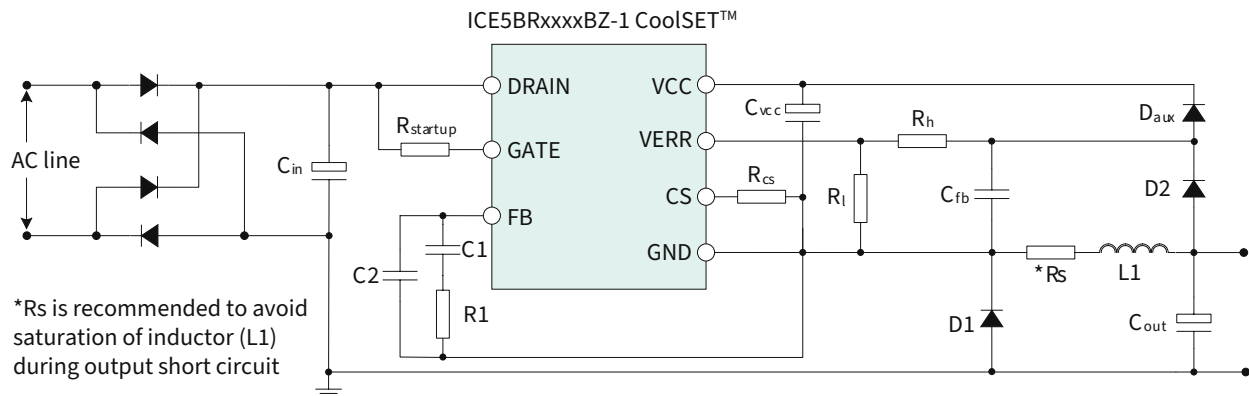 ICE5BRxxxxBZ-1 CoolSET™
DRAIN
VCC
Cvcc
Daux
Rstartup
VERR
Rh
AC line
Cin
GATE
Rcs
CS
Rl
Cfb
D2
FB
C1
C2
GND
*Rs
L1
R1
D1
Cout
*Rs is recommended to avoid
saturation of inductor (L1)
during output short circuit